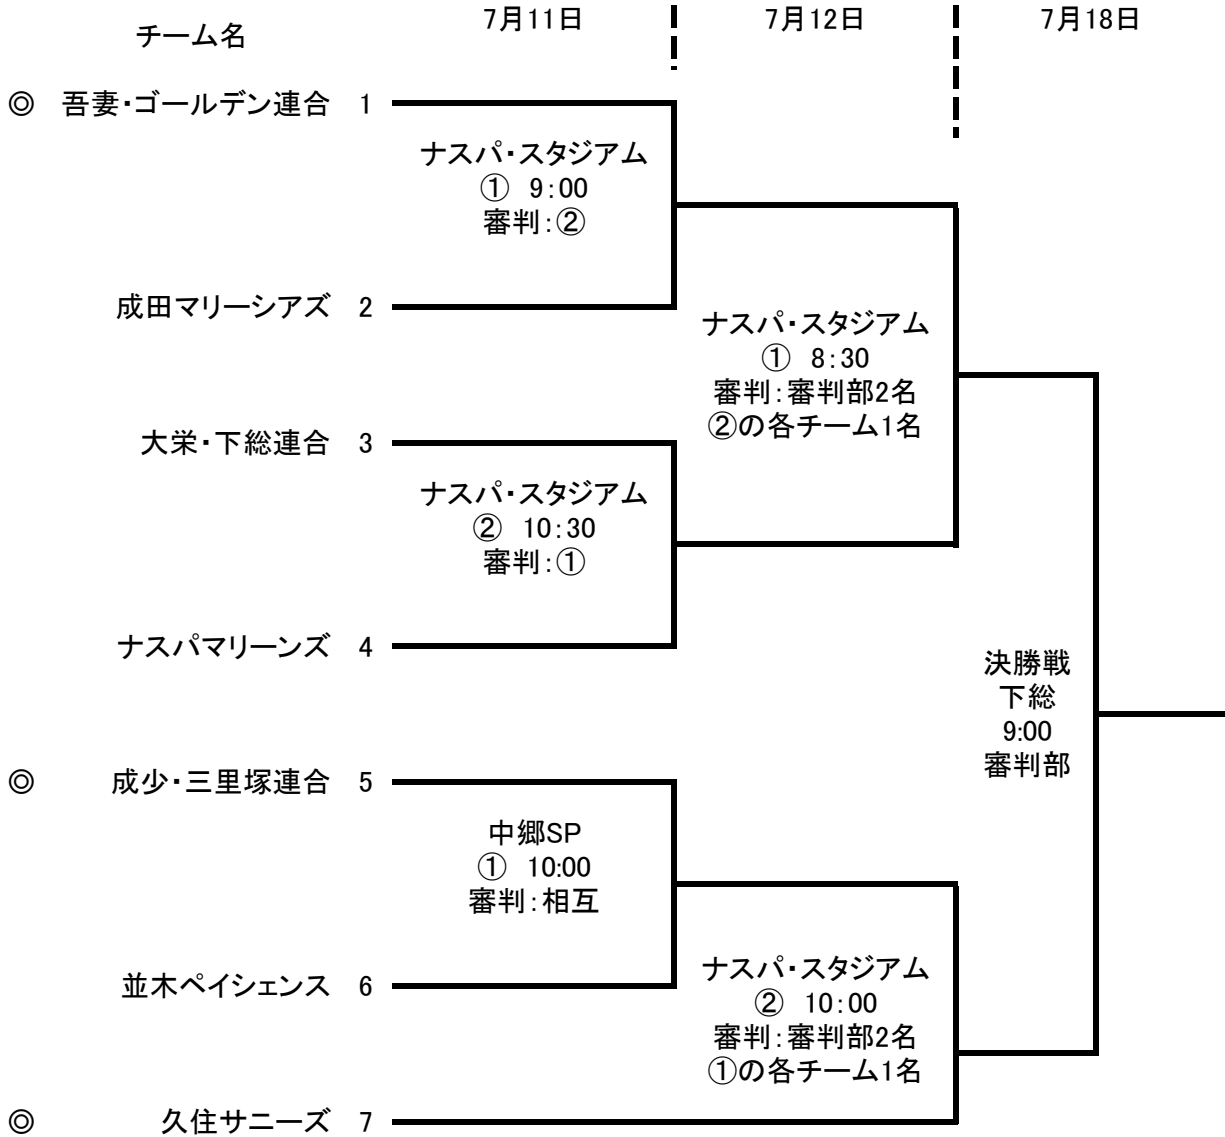 チーム名
7月11日
7月12日
7月18日
◎ 吾妻・ゴールデン連合 1
ナスパ・スタジアム
① 9:00
審判:②
成田マリーシアズ 2
ナスパ・スタジアム
① 8:30
審判:審判部2名
②の各チーム1名
大栄・下総連合 3
ナスパ・スタジアム
② 10:30
審判:①
ナスパマリーンズ 4
決勝戦
下総
9:00
審判部
◎ 成少・三里塚連合 5
中郷SP
① 10:00
審判:相互
並木ペイシェンス 6
ナスパ・スタジアム
② 10:00
審判:審判部2名
①の各チーム1名
◎ 久住サニーズ 7